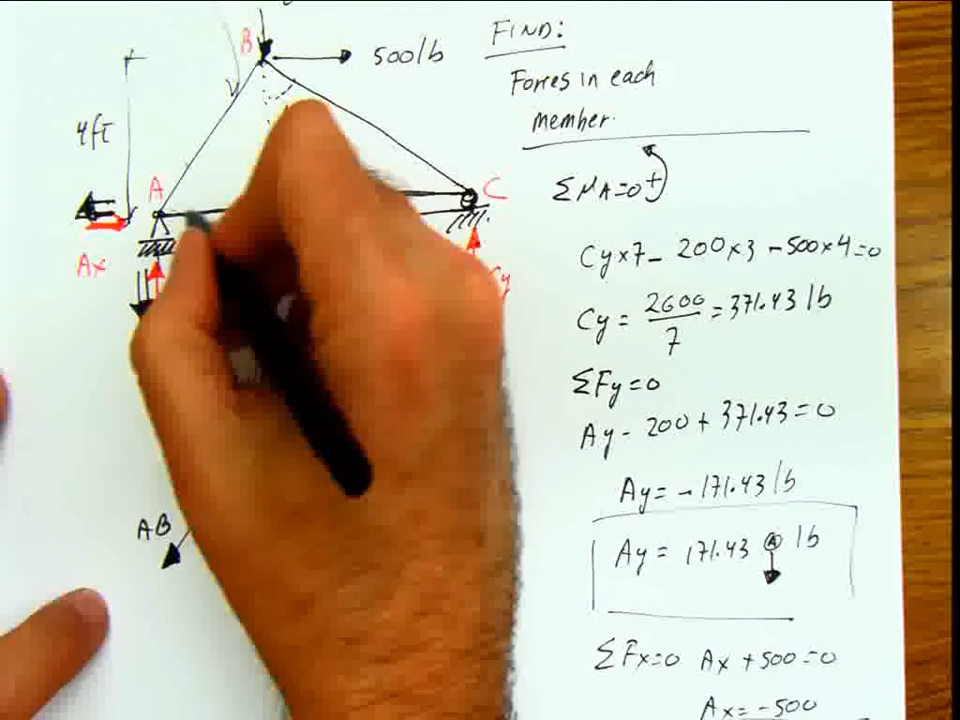 B
500lb
4ft
A
C
Ax
y
AB
FIND:
Forces in each
member.
ΣMA=0 +
Cy×7- 200×3 -500×4=0
Cy = 2600/7 = 371.43 lb
ΣFy=0
Ay - 200 + 371.43 = 0
Ay = -171.43 lb
Ay = 171.43 lb
ΣFx=0 Ax +500=0
Ax = -500